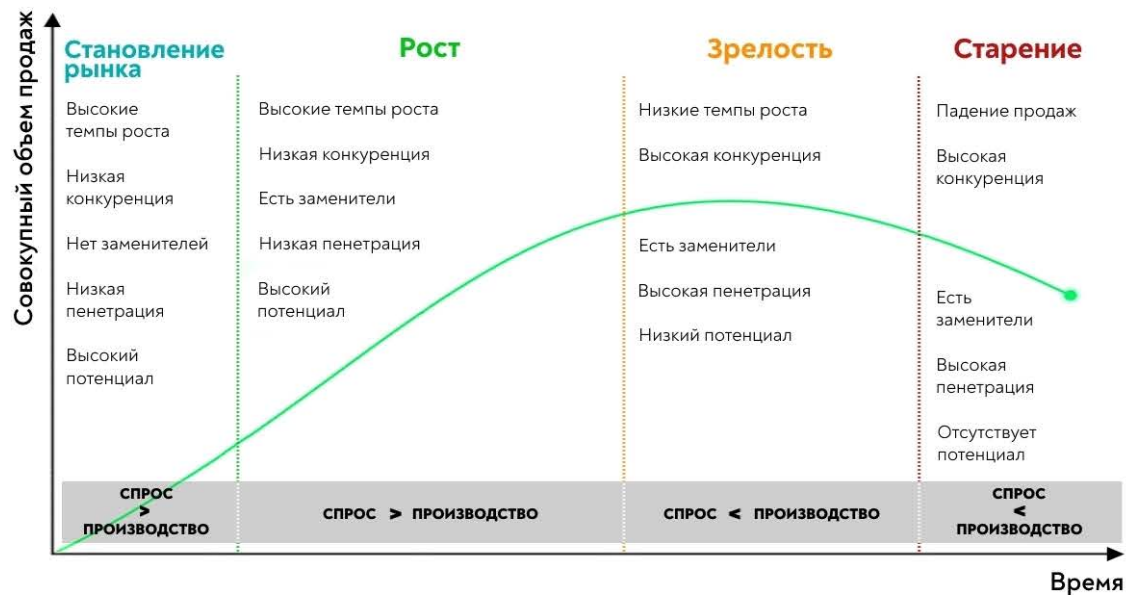 Совокупный объем продаж
Становление
рынка
Высокие
темпы роста
Низкая
конкуренция
Нет заменителей
Низкая
пенетрация
Высокий
потенциал
СПРОС
>
ПРОИЗВОДСТВО
Рост
Высокие темпы роста
Низкая конкуренция
Есть заменители
Низкая пенетрация
Высокий
потенциал
СПРОС > ПРОИЗВОДСТВО
Зрелость
Низкие темпы роста
Высокая конкуренция
Есть заменители
Высокая пенетрация
Низкий потенциал
СПРОС < ПРОИЗВОДСТВО
Старение
Падение продаж
Высокая
конкуренция
Есть
заменители
Высокая
пенетрация
Отсутствует
потенциал
СПРОС
<
ПРОИЗВОДСТВО
Время